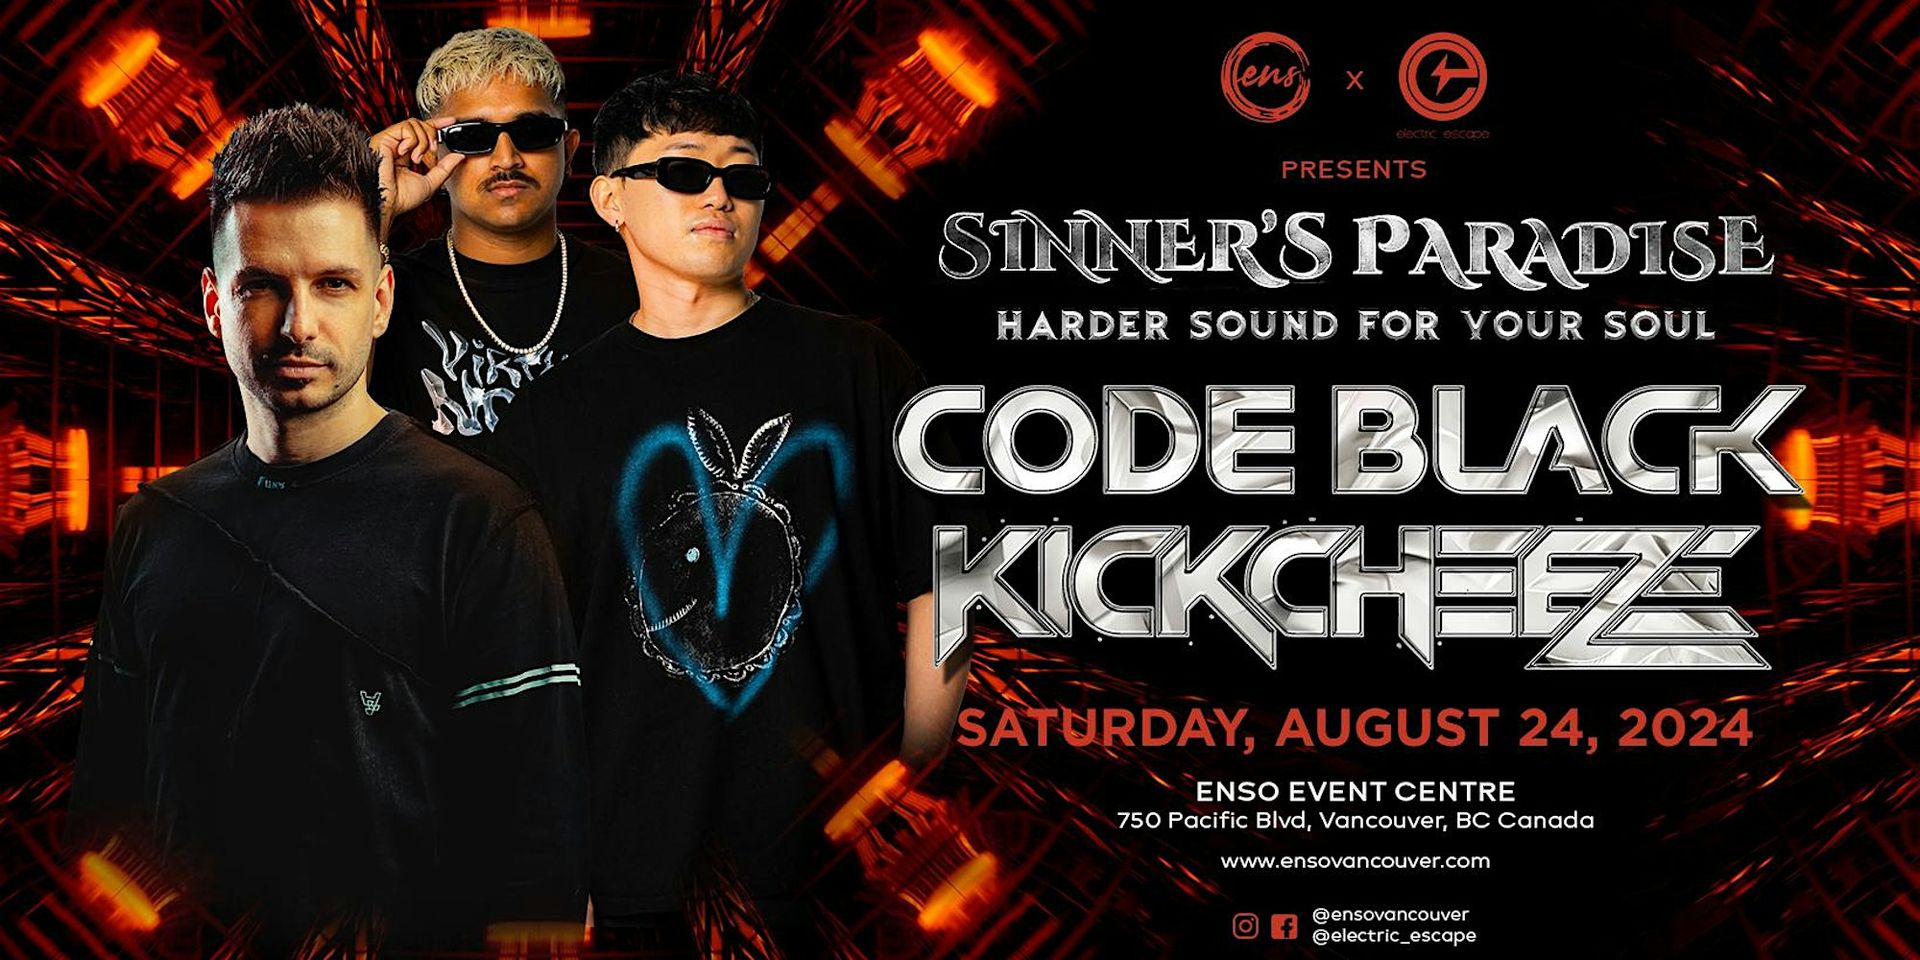 ens
x
e
electric escape
PRESENTS
SINNER'S PARADISE
HARDER SOUND FOR YOUR SOUL
CODE BLACK
KICKCHEEZE
SATURDAY, AUGUST 24, 2024
ENSO EVENT CENTRE
750 Pacific Blvd, Vancouver, BC Canada
www.ensovancouver.com
@ensovancouver
@electric_escape